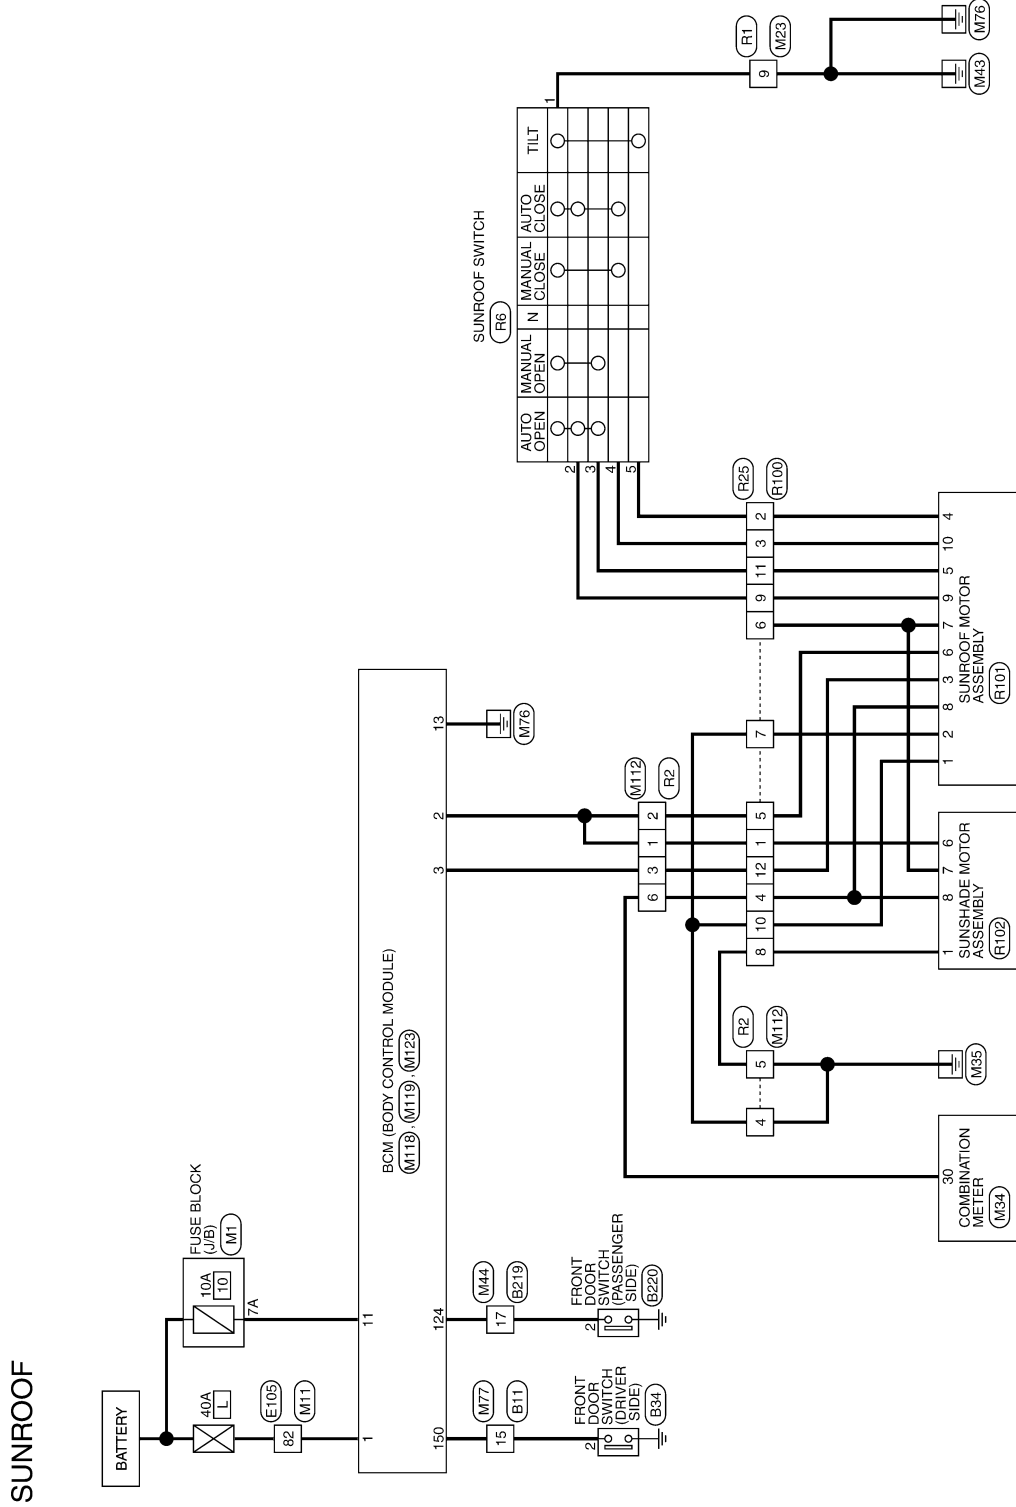 SUNROOF
BATTERY
40A
L
E105
82
M11
FUSE BLOCK
(J/B)
M1
10A
10
7A
1
11
BCM (BODY CONTROL MODULE)
M118 , M119 , M123
150
124
3
2
13
M76
M77
15
B11
2
FRONT
DOOR
SWITCH
(DRIVER
SIDE)
B34
M44
17
B219
2
FRONT
DOOR
SWITCH
(PASSENGER
SIDE)
B220
M112
R2
6
3
1
2
SUNROOF SWITCH
R6
AUTO
OPEN
MANUAL
OPEN
N
MANUAL
CLOSE
AUTO
CLOSE
TILT
1
2
3
4
5
R1
9
M23
M43
M76
R2
M112
4
5
M35
R25
R100
8
10
4
12
1
5
7
6
9
11
3
2
30
COMBINATION
METER
M34
1
8
7
6
SUNSHADE MOTOR
ASSEMBLY
R102
1
2
8
3
6
7
9
5
10
4
SUNROOF MOTOR
ASSEMBLY
R101